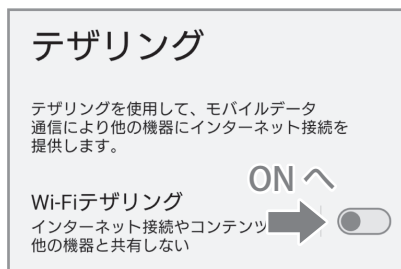 テザリング
テザリングを使用して、モバイルデータ
通信により他の機器にインターネット接続を
提供します。
ONへ
Wi-Fiテザリング
インターネット接続やコンテンツ
他の機器と共有しない